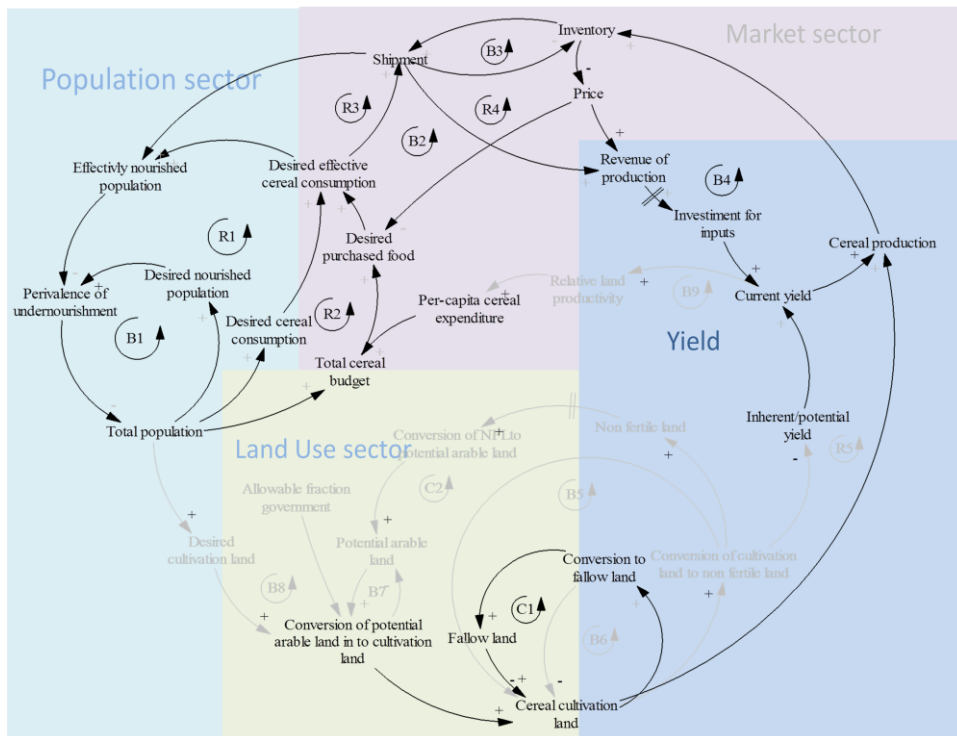 Market sector
Population sector
Inventory
B3
Shipment
Price
R3
R4
B2
Effectivly nourished
population
Desired effective
cereal consumption
Revenue of
production
B4
Investiment for
inputs
R1
Desired
purchased food
Cereal production
Desired nourished
population
Perivalence of
undernourishment
Relative land
productivity
B9
Current yield
Per-capita cereal
expenditure
B1
Desired cereal
consumption
R2
Yield
Total cereal
budget
Total population
Land Use sector
Conversion of NFLto
potential arable land
Non fertile land
Inherent/potential
yield
R5
C2
B5
Allowable fraction
government
Desired
cultivation land
Potential arable
land
Conversion to
fallow land
Conversion of cultivation
land to non fertile land
B8
B7
C1
Conversion of potential
arable land in to cultivation
land
Fallow land
B6
Cereal cultivation
land